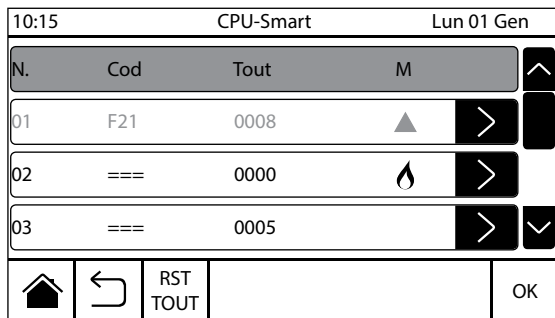 10:15 CPU-Smart Lun 01 Gen
N. Cod Tout M
01 F21 0008
02 === 0000
03 === 0005
RST
TOUT
OK